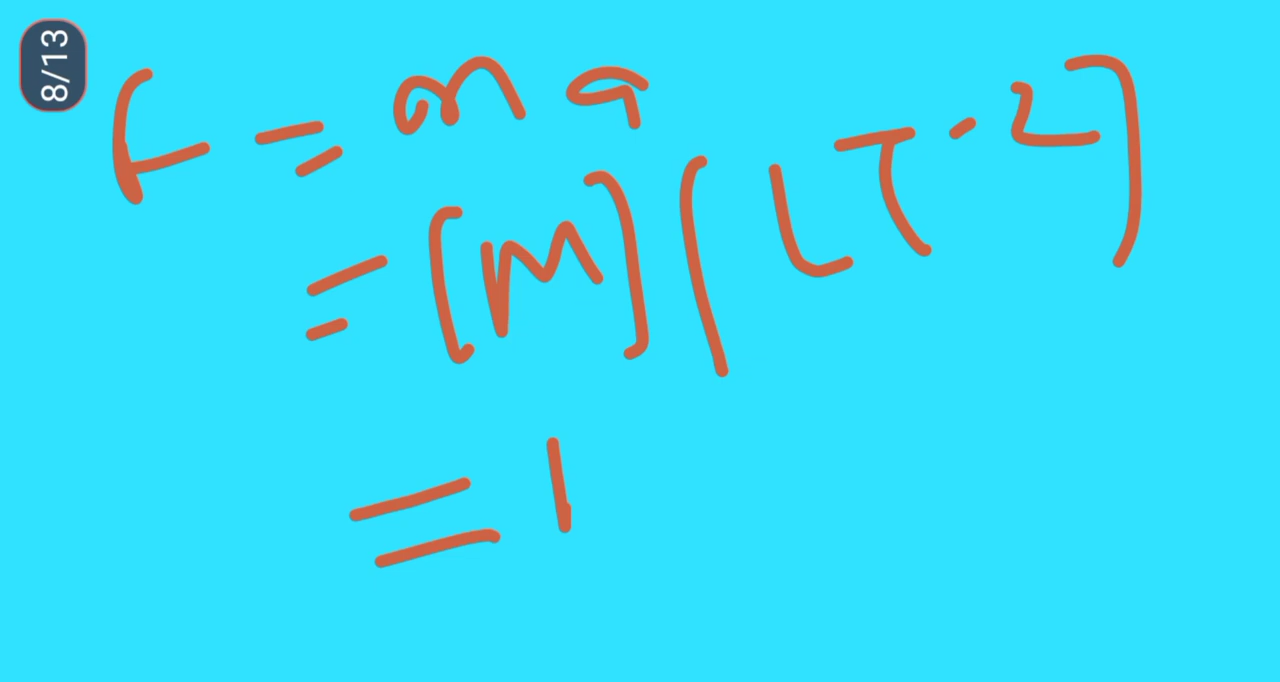 8/13
F = ma
= [M] [LT-2]
= 1